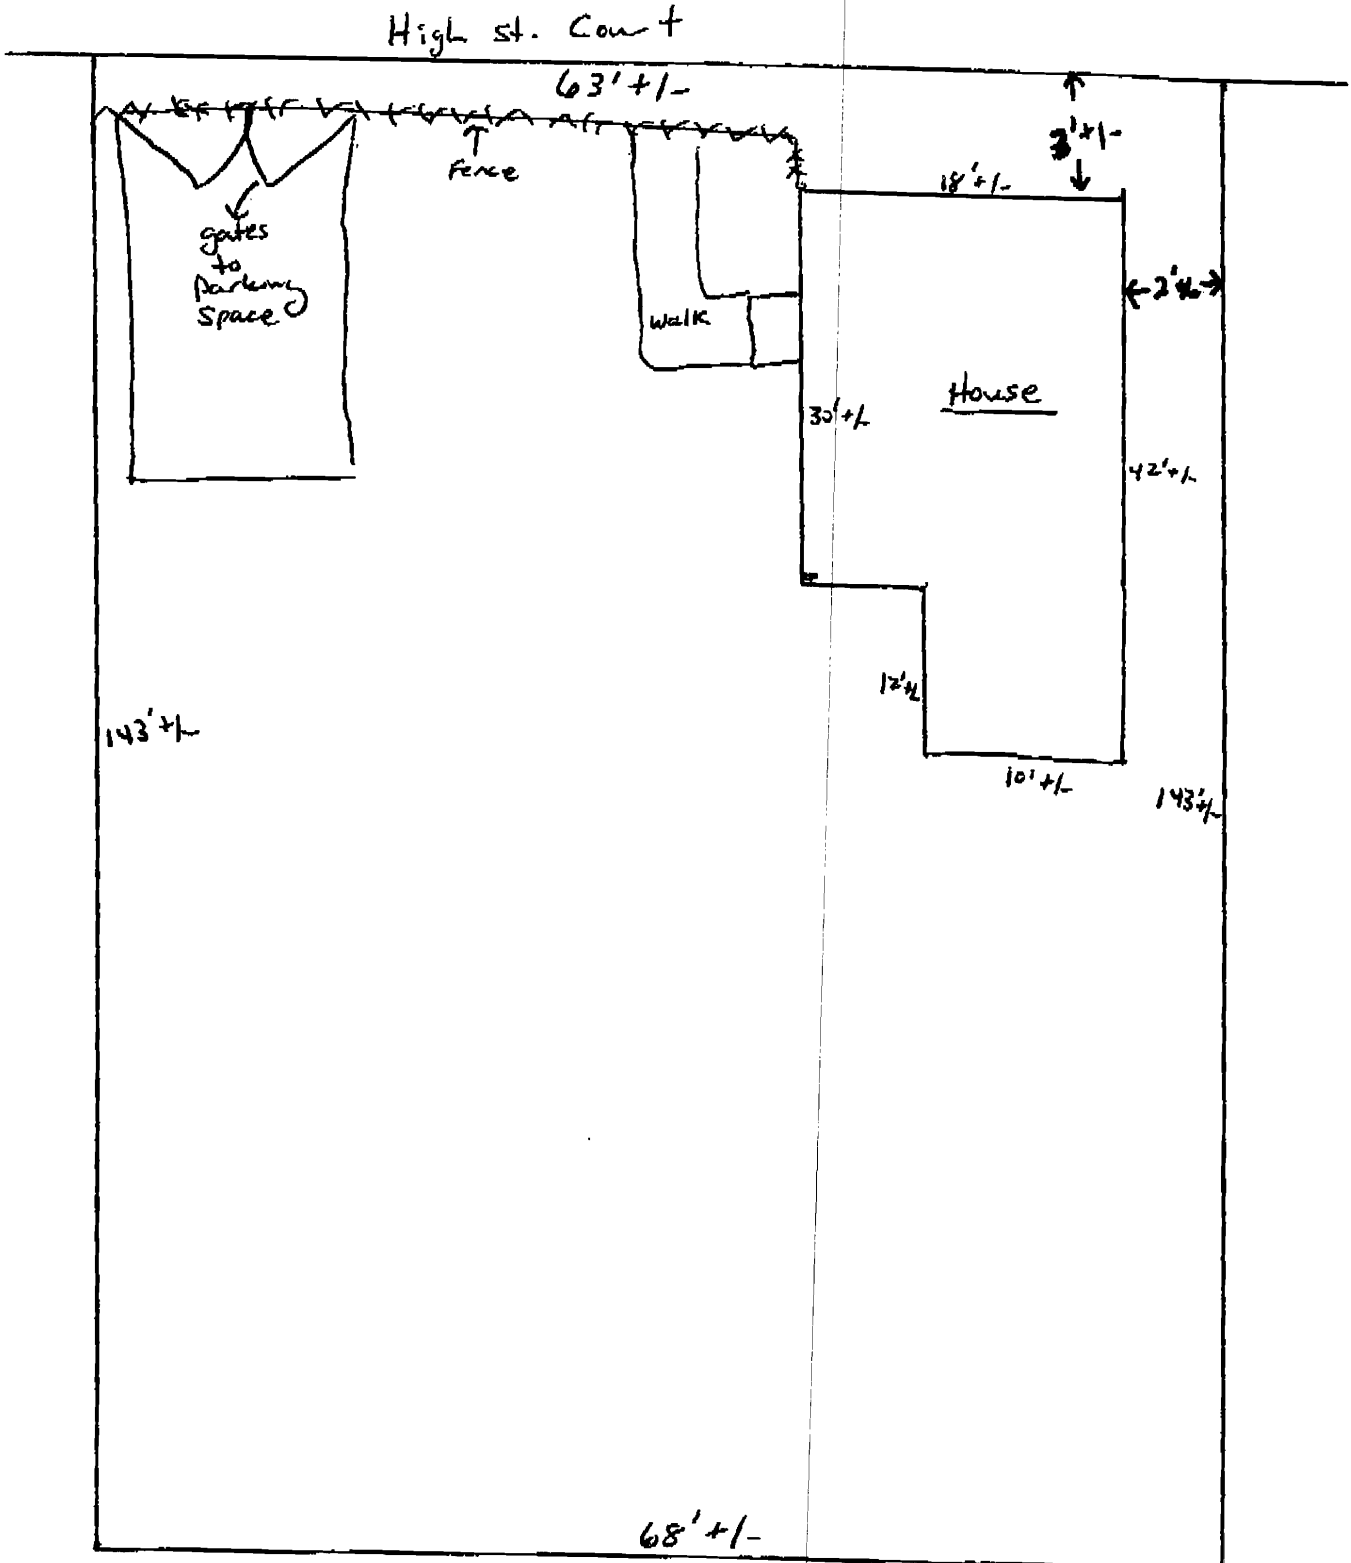 High st. Court
63'+/-
3'+/-
Fence
18'+/-
gates
to
Parking
Space
2'+/-
walk
House
30'+/-
42'+/-
12'+/-
143'+/-
10'+/-
143'+/-
68'+/-